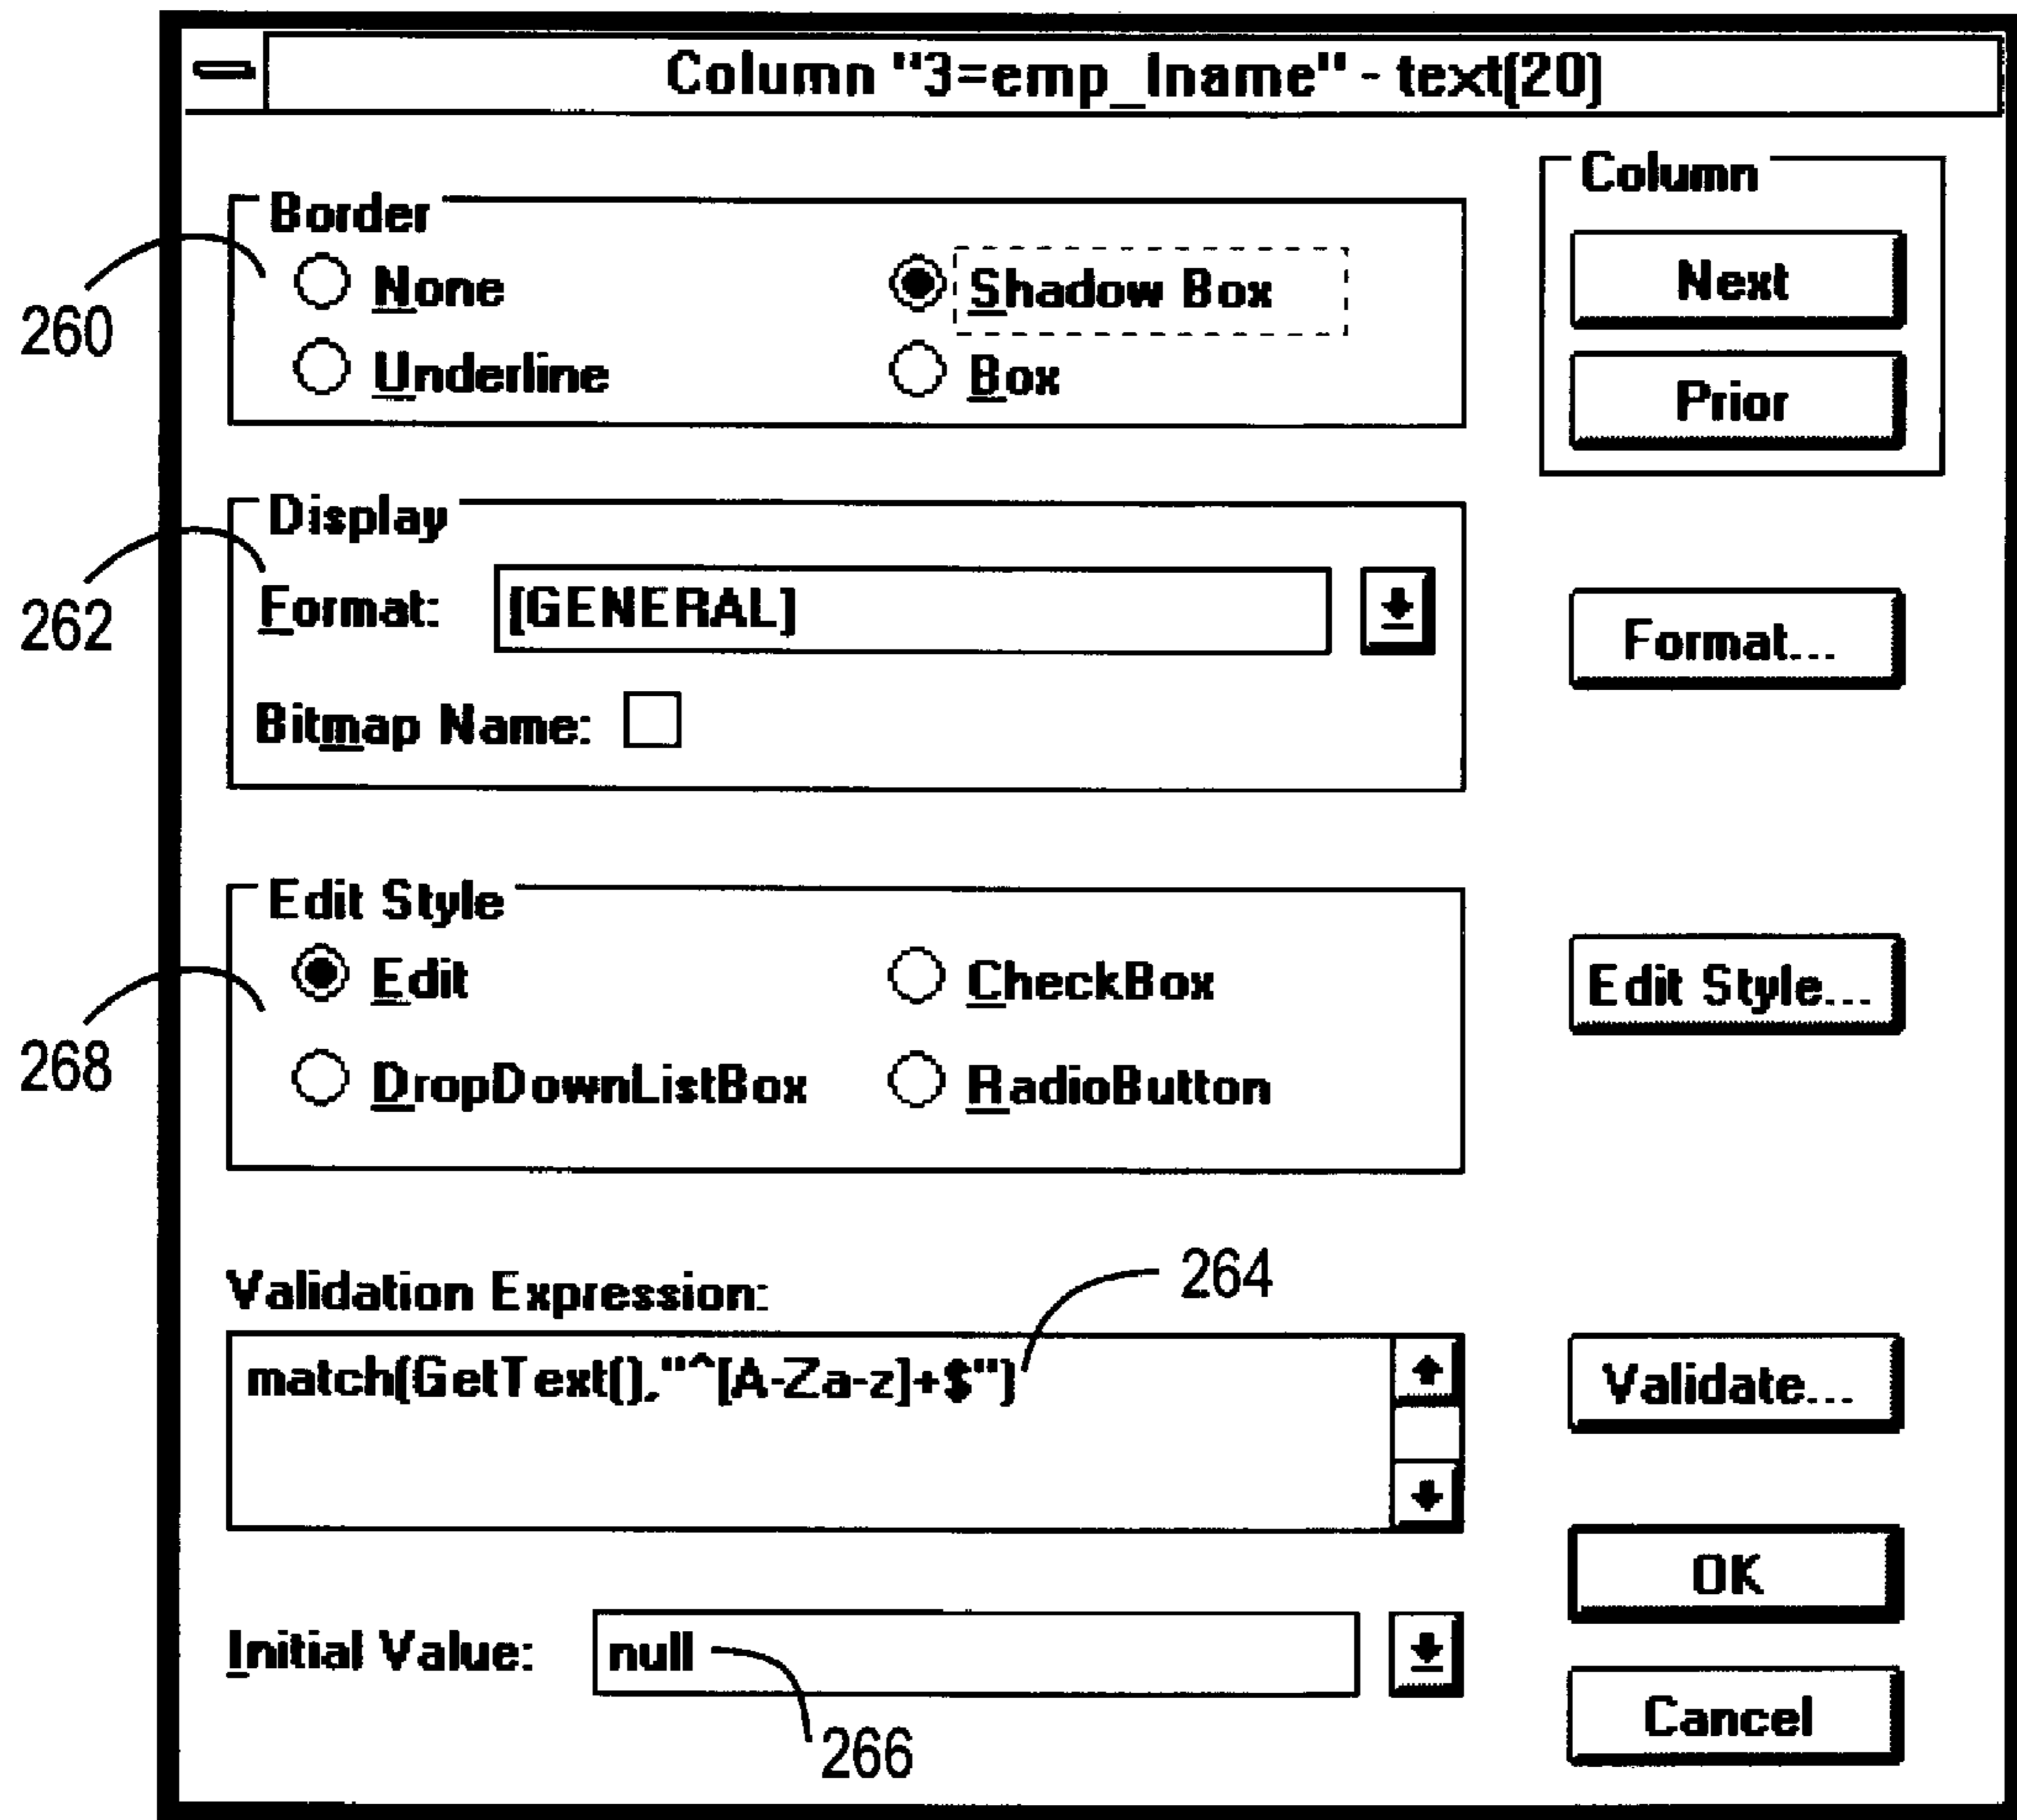 Column "3=emp_lname" - text(20)
Border
None
Shadow Box
Underline
Box
Column
Next
Prior
260
Display
Format:
[GENERAL]
Bitmap Name:
Format...
262
Edit Style
Edit
CheckBox
DropDownListBox
RadioButton
Edit Style...
268
Validation Expression:
264
match(GetText(),"^[A-Za-z]+$")
Validate...
OK
Initial Value:
null
266
Cancel